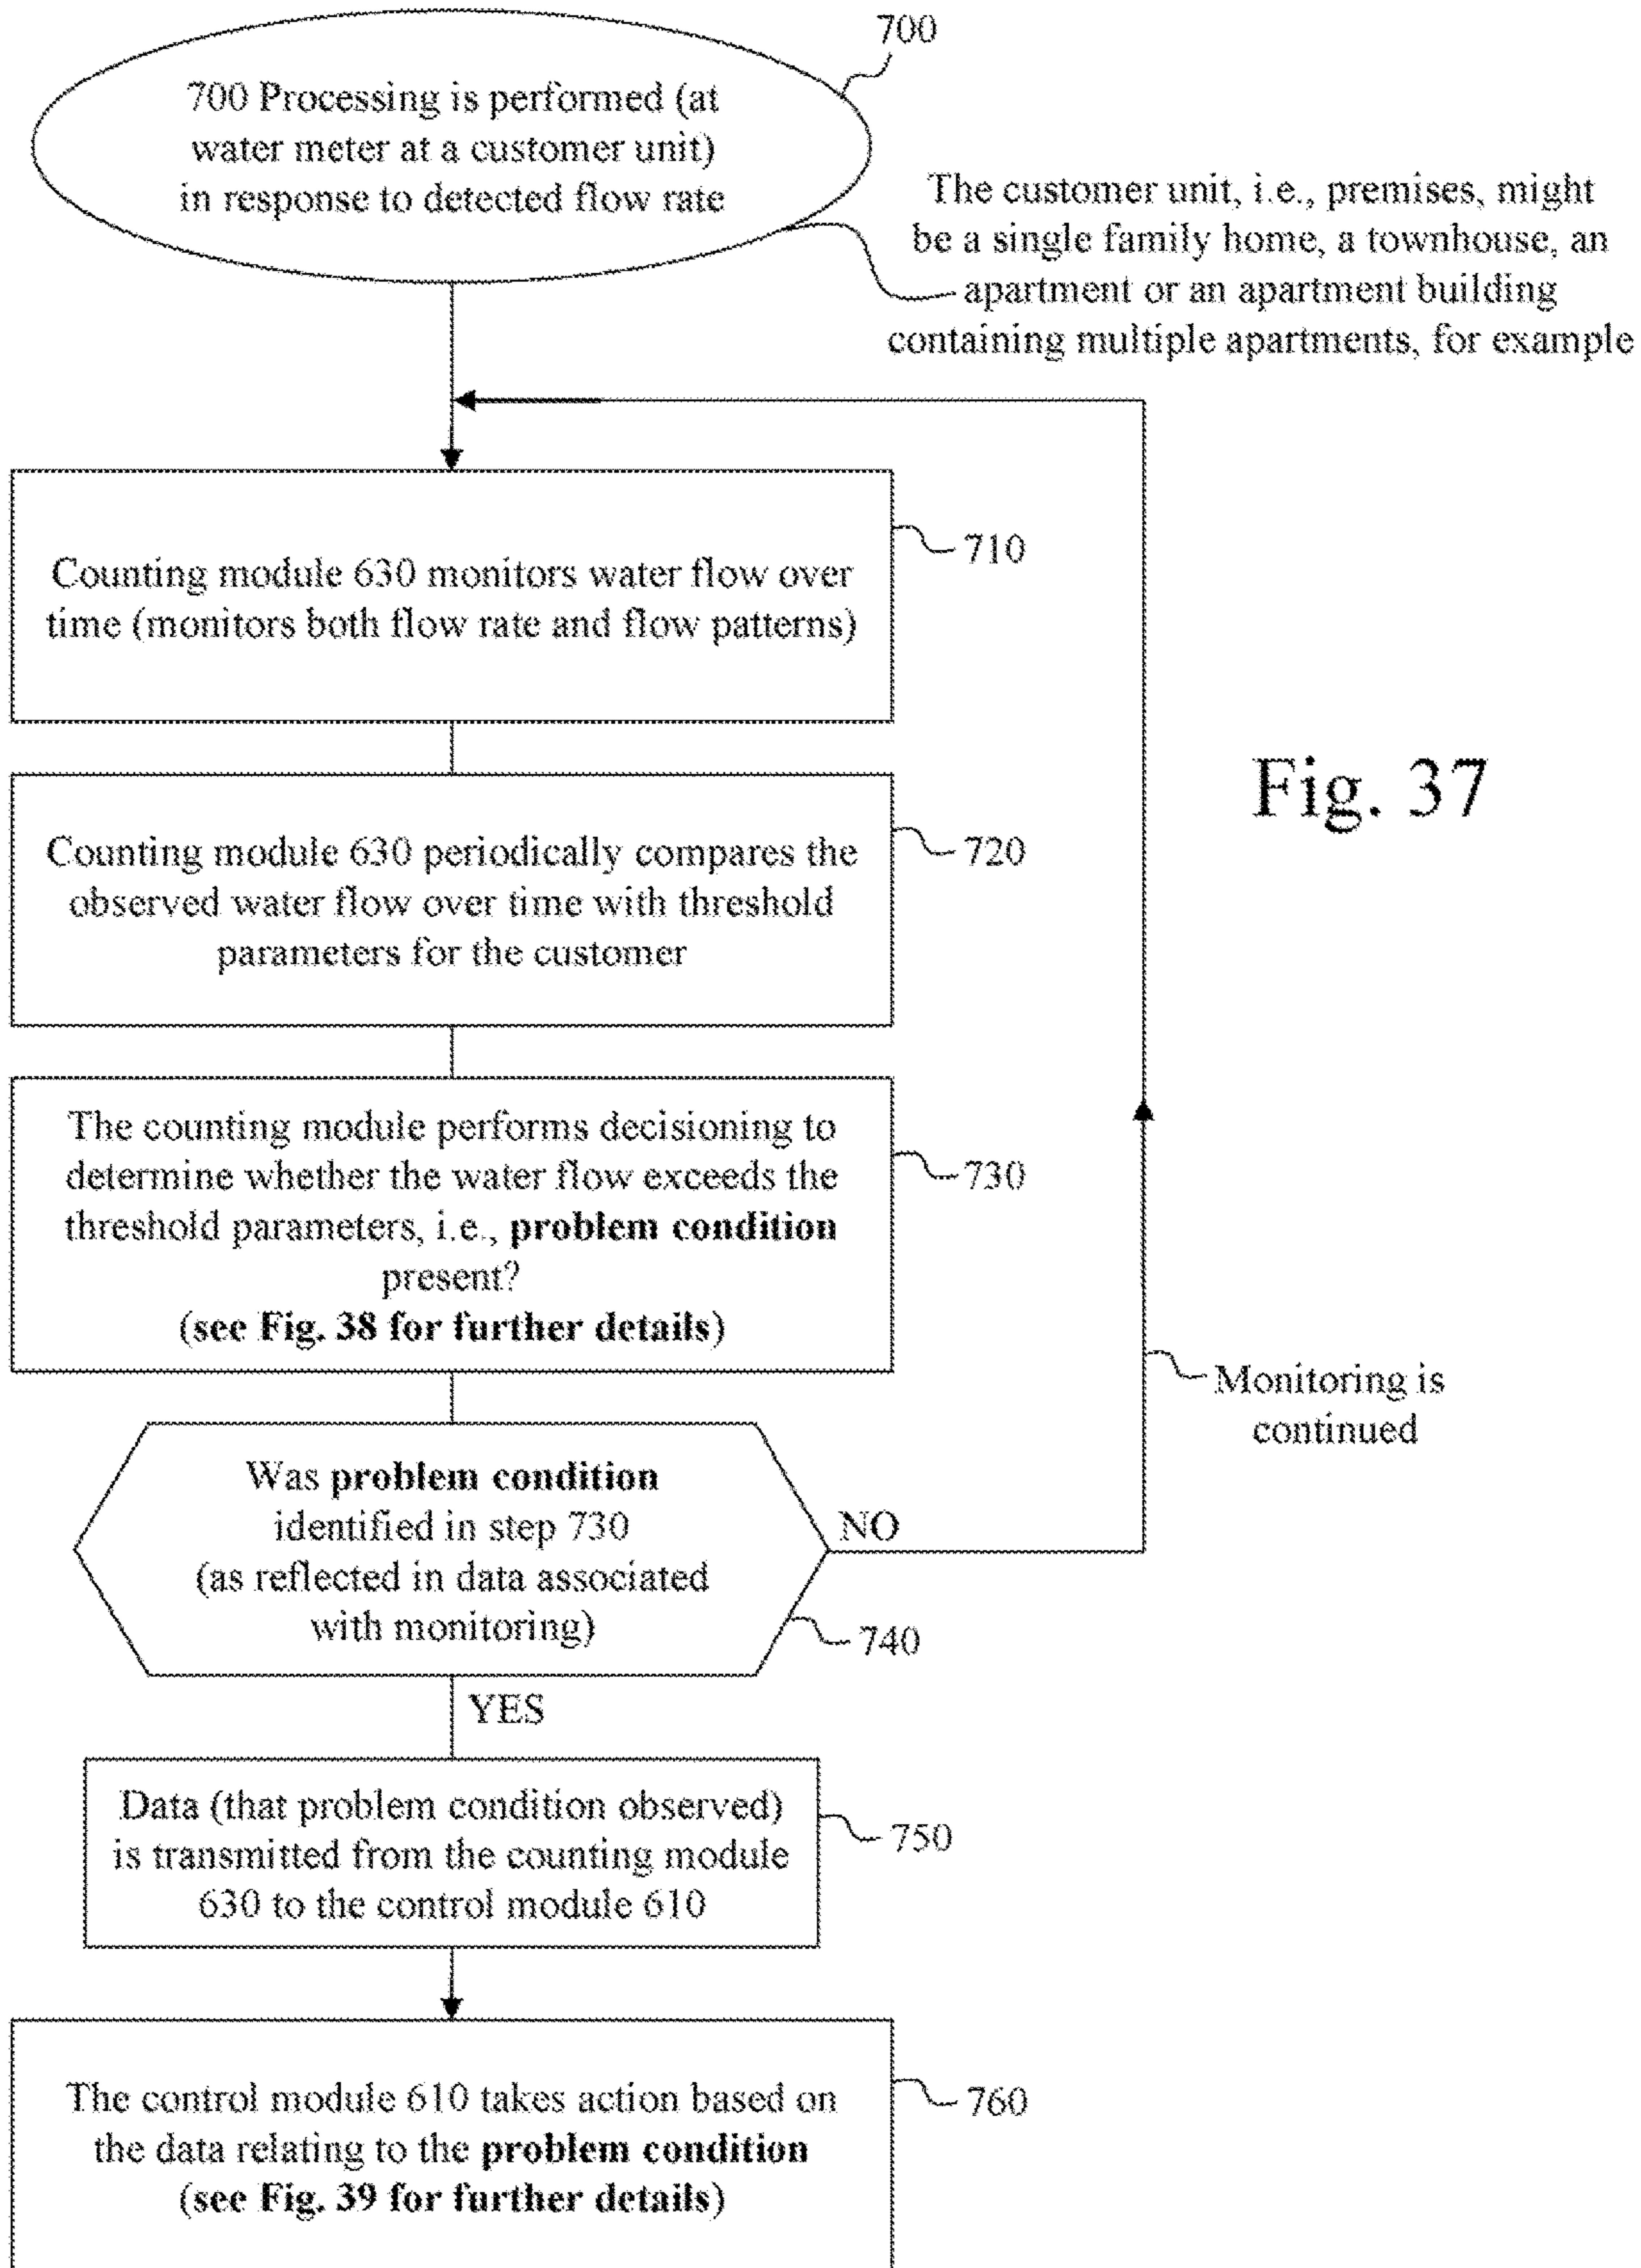 700
700 Processing is performed (at
water meter at a customer unit)
in response to detected flow rate
The customer unit, i.e., premises, might
be a single family home, a townhouse, an
apartment or an apartment building
containing multiple apartments, for example
710
Counting module 630 monitors water flow over
time (monitors both flow rate and flow patterns)
Fig. 37
720
Counting module 630 periodically compares the
observed water flow over time with threshold
parameters for the customer
The counting module performs decisioning to
determine whether the water flow exceeds the
730
threshold parameters, i.e., problem condition
present?
(see Fig. 38 for further details)
Monitoring is
continued
Was problem condition
identified in step 730
(as reflected in data associated
with monitoring)
NO
740
YES
Data (that problem condition observed)
is transmitted from the counting module
630 to the control module 610
750
The control module 610 takes action based on
the data relating to the problem condition
(see Fig. 39 for further details)
760